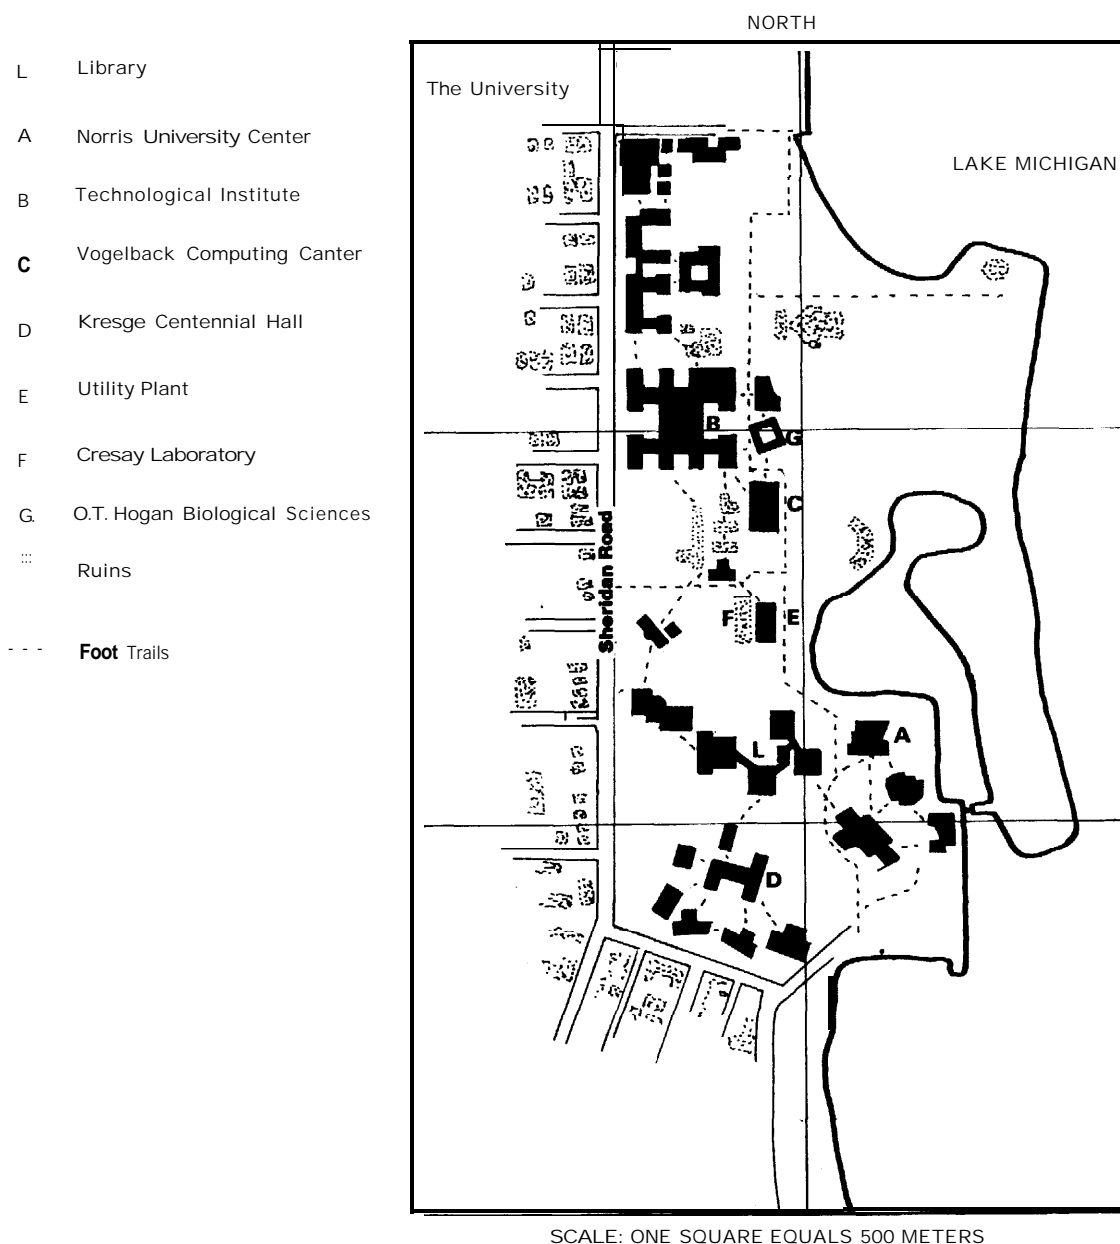 NORTH
L Library
The University
A Norris University Center
LAKE MICHIGAN
B Technological Institute
C Vogelback Computing Canter
D Kresge Centennial Hall
E Utility Plant
B
G
F Cresay Laboratory
G. O.T. Hogan Biological Sciences
C
::: Ruins
Sheridan Road
F E
- - - Foot Trails
L A
D
SCALE: ONE SQUARE EQUALS 500 METERS